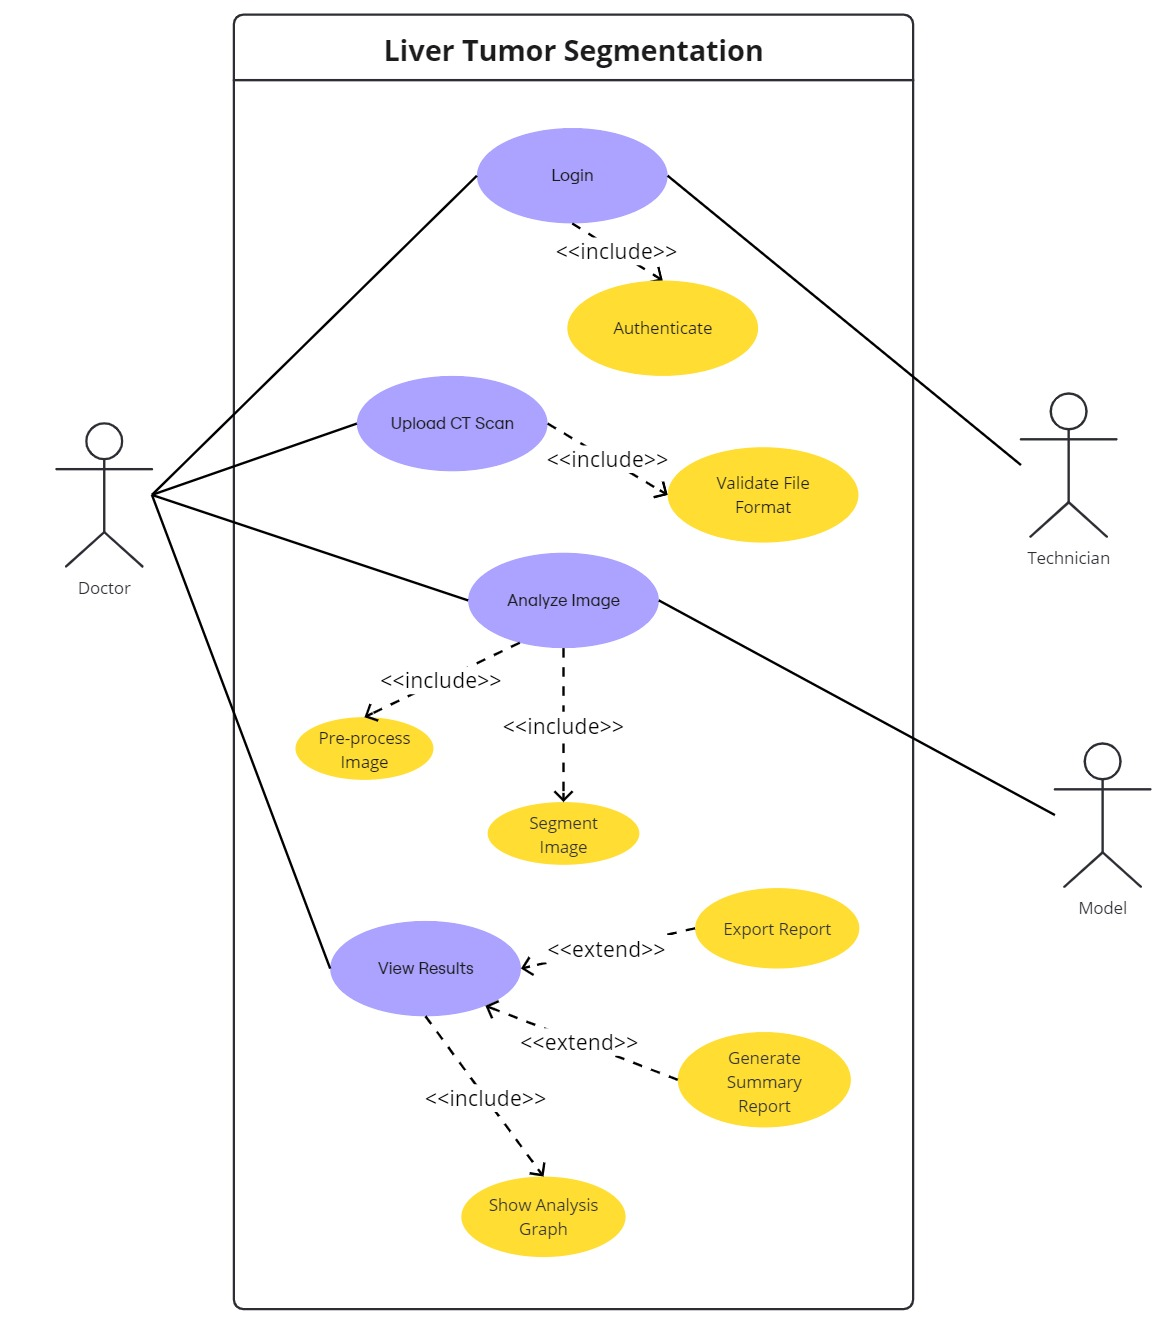 Liver Tumor Segmentation
Login
<<include>>
Authenticate
Upload CT Scan
<<include>>
Validate File
Format
Doctor
Technician
Analyze Image
<<include>>
<<include>>
Pre-process
Image
Segment
Image
Model
Export Report
<<extend>>
View Results
<<extend>>
Generate
Summary
Report
<<include>>
Show Analysis
Graph